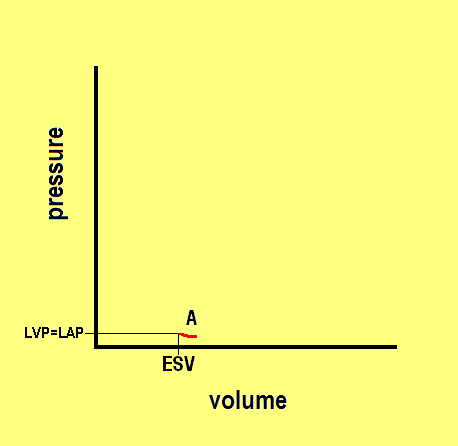 pressure
A
LVP=LAP
ESV
volume